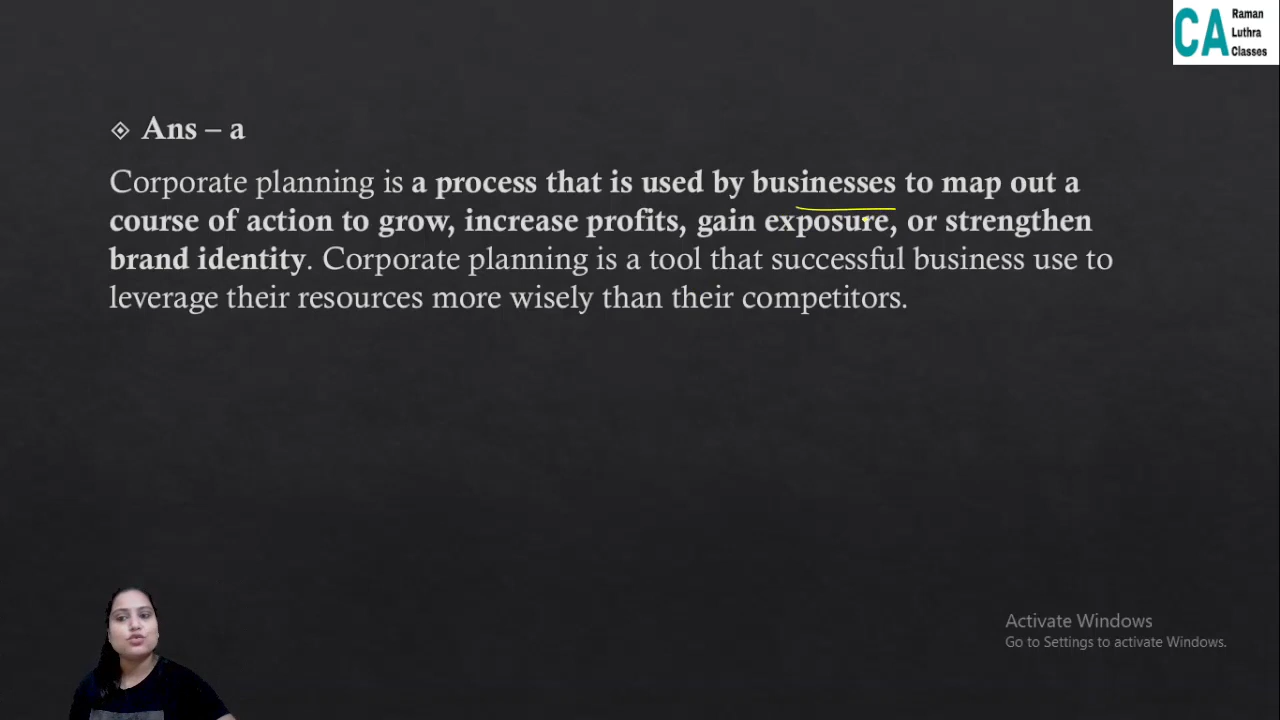 CA Raman
Luthra
Classes
Ans – a
Corporate planning is a process that is used by businesses to map out a
course of action to grow, increase profits, gain exposure, or strengthen
brand identity. Corporate planning is a tool that successful business use to
leverage their resources more wisely than their competitors.
Activate Windows
Go to Settings to activate Windows.